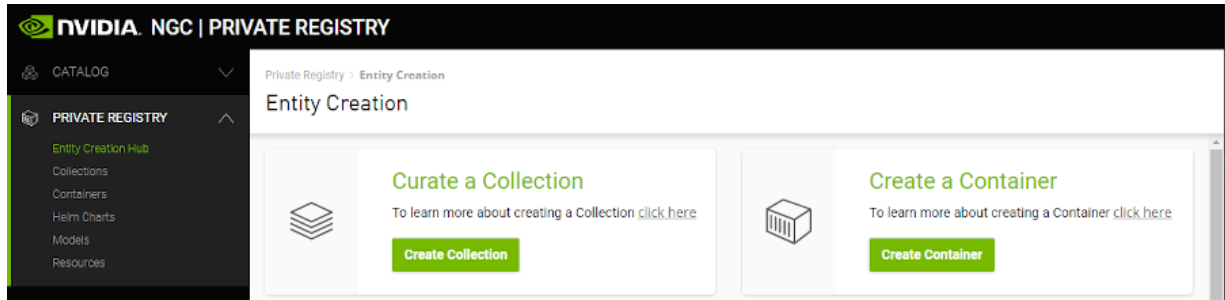 NVIDIA. NGC | PRIVATE REGISTRY
CATALOG
PRIVATE REGISTRY
Entity Creation Hub
Collections
Containers
Helm Charts
Models
Resources
Private Registry > Entity Creation
Entity Creation
Curate a Collection
To learn more about creating a Collection click here
Create Collection
Create a Container
To learn more about creating a Container click here
Create Container